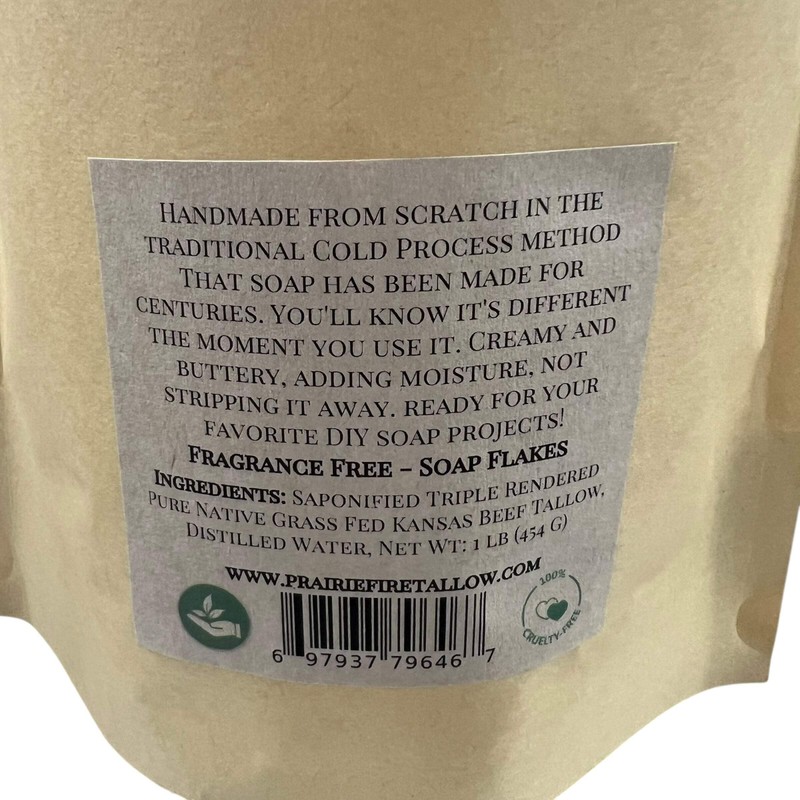 HANDMADE FROM SCRATCH IN THE
TRADITIONAL COLD PROCESS METHOD
THAT SOAP HAS BEEN MADE FOR
CENTURIES. YOU'LL KNOW IT'S DIFFERENT
THE MOMENT YOU USE IT. CREAMY AND
BUTTERY, ADDING MOISTURE, NOT
STRIPPING IT AWAY. READY FOR YOUR
FAVORITE DIY SOAP PROJECTS!
FRAGRANCE FREE – SOAP FLAKES
INGREDIENTS: SAPONIFIED TRIPLE RENDERED
PURE NATIVE GRASS FED KANSAS BEEF TALLOW,
DISTILLED WATER, NET WT: 1 LB (454 G)
WWW.PRAIRIEFIRETALLOW.COM
100%
CRUELTY-FREE
6 97937 79646 7